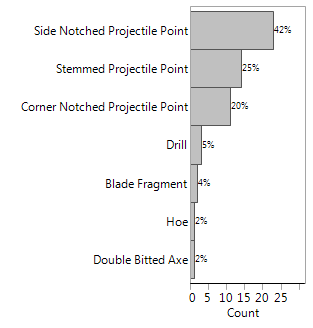 Side Notched Projectile Point 42%
Stemmed Projectile Point 25%
Corner Notched Projectile Point 20%
Drill 5%
Blade Fragment 4%
Hoe 2%
Double Bitted Axe 2%
0 5 10 15 20 25
Count